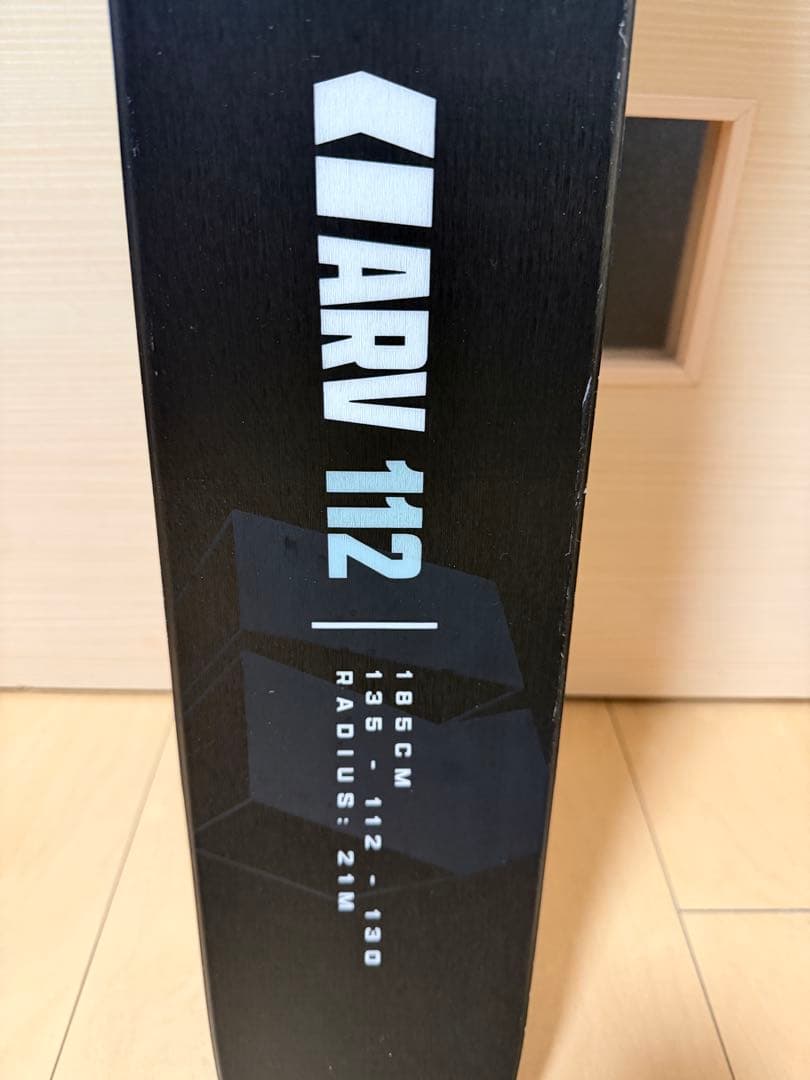 ARV 112
185CM
135 - 112 - 130
RADIUS: 21M